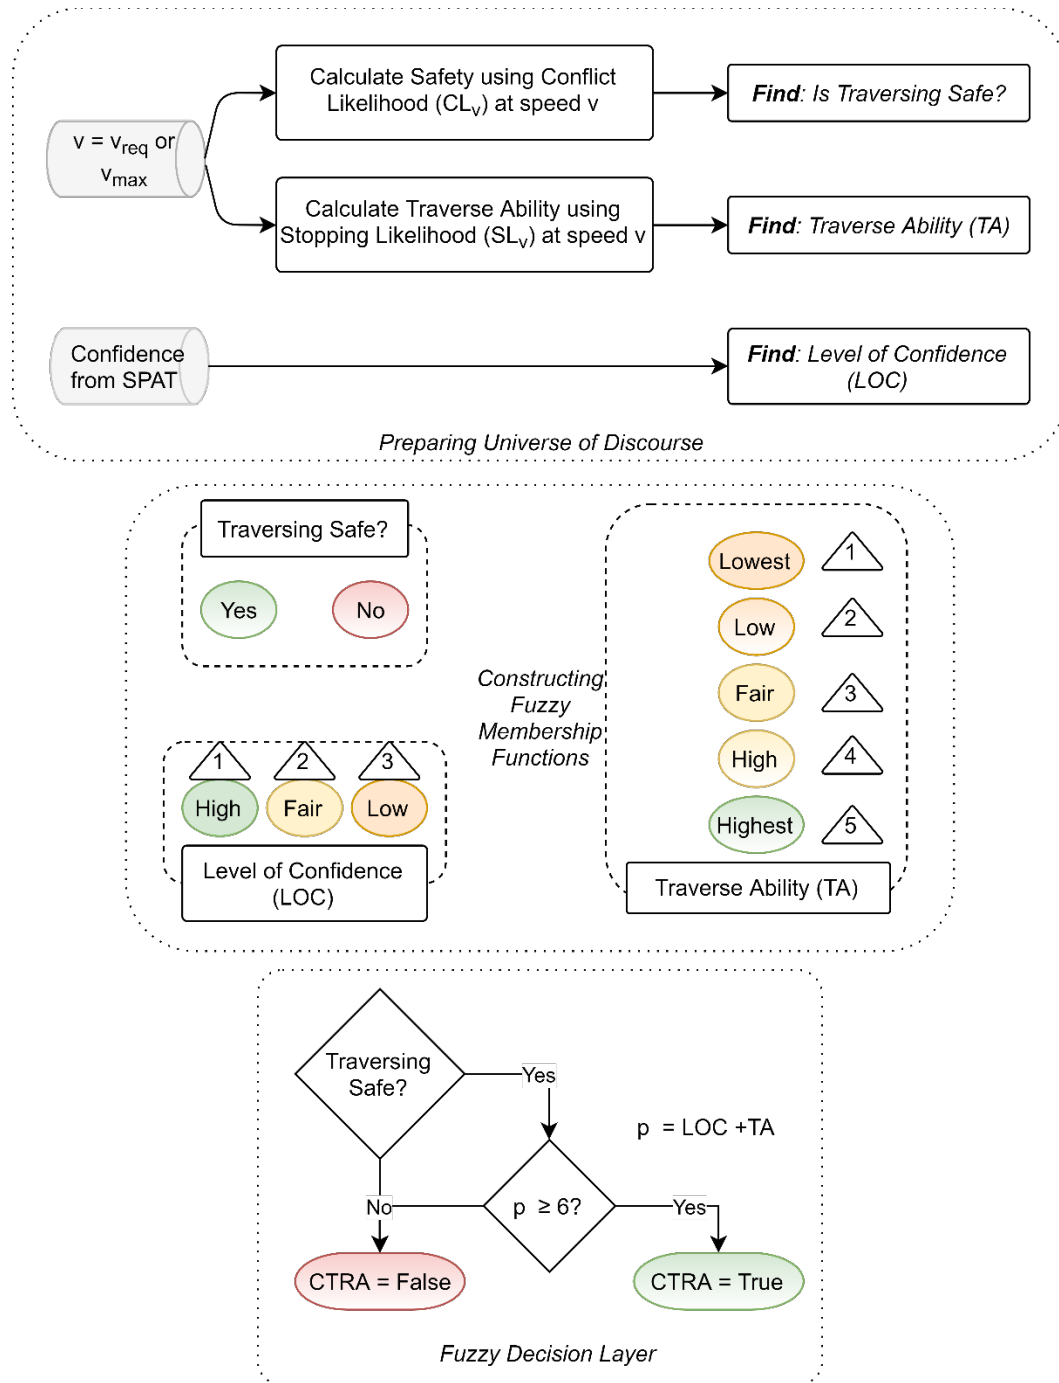 v = v_req or
v_max
Calculate Safety using Conflict
Likelihood (CL_v) at speed v
Find: Is Traversing Safe?
Calculate Traverse Ability using
Stopping Likelihood (SL_v) at speed v
Find: Traverse Ability (TA)
Confidence
from SPAT
Find: Level of Confidence
(LOC)
Preparing Universe of Discourse
Traversing Safe?
Yes
No
1
2
3
High
Fair
Low
Level of Confidence
(LOC)
Constructing
Fuzzy
Membership
Functions
Lowest
1
Low
2
Fair
3
High
4
Highest
5
Traverse Ability (TA)
Traversing
Safe?
Yes
p = LOC +TA
No
p ≥ 6?
Yes
CTRA = False
CTRA = True
Fuzzy Decision Layer